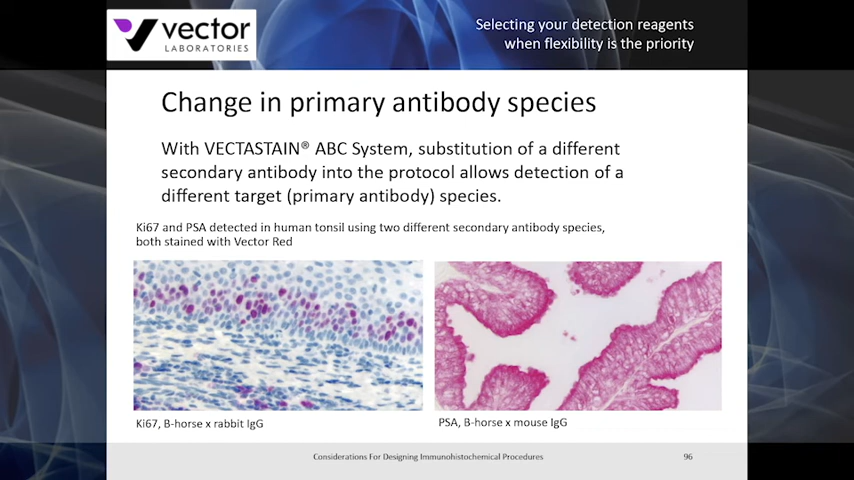 vector
LABORATORIES
Selecting your detection reagents
when flexibility is the priority
Change in primary antibody species
With VECTASTAIN® ABC System, substitution of a different
secondary antibody into the protocol allows detection of a
different target (primary antibody) species.
Ki67 and PSA detected in human tonsil using two different secondary antibody species,
both stained with Vector Red
Ki67, B-horse x rabbit IgG
PSA, B-horse x mouse IgG
Considerations For Designing Immunohistochemical Procedures
96